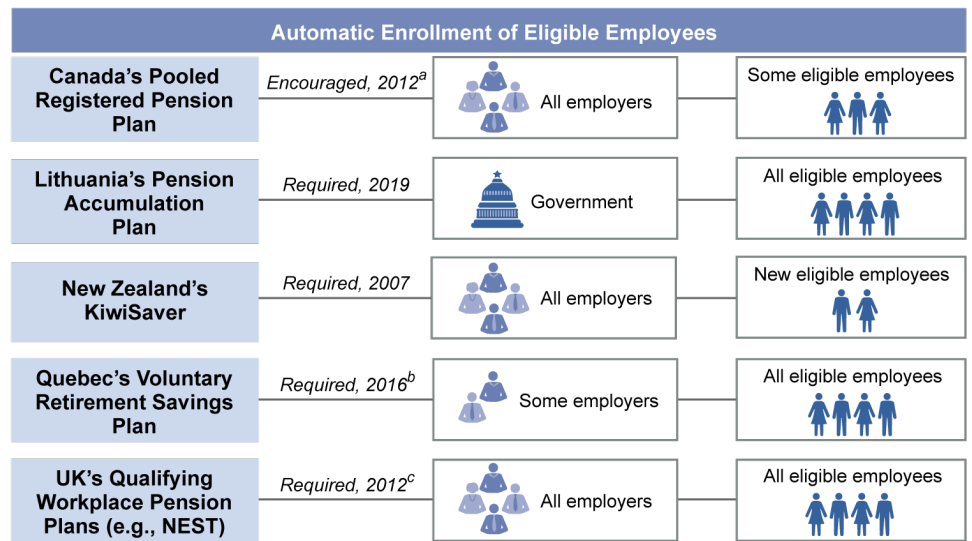 Automatic Enrollment of Eligible Employees
Canada's Pooled
Registered Pension
Plan
Encouraged, 2012a
All employers
Some eligible employees
Lithuania's Pension
Accumulation
Plan
Required, 2019
Government
All eligible employees
New Zealand's
KiwiSaver
Required, 2007
All employers
New eligible employees
Quebec's Voluntary
Retirement Savings
Plan
Required, 2016b
Some employers
All eligible employees
UK's Qualifying
Workplace Pension
Plans (e.g., NEST)
Required, 2012c
All employers
All eligible employees